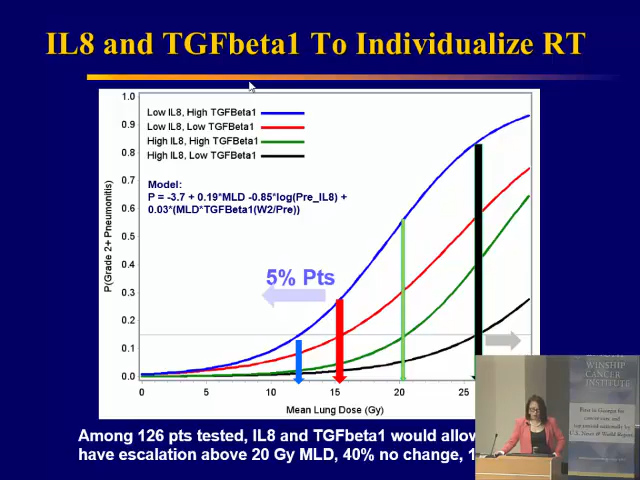 IL8 and TGFbeta1 To Individualize RT
1.0
0.9
0.8
0.7
0.6
0.5
0.4
0.3
0.2
0.1
0.0
P(Grade 2+ Pneumonitis)
Low IL8, High TGFBeta1
Low IL8, Low TGFBeta1
High IL8, High TGFBeta1
High IL8, Low TGFBeta1
Model:
P = -3.7 + 0.19*MLD -0.85*log(Pre_IL8) +
0.03*(MLD*TGFBeta1(W2/Pre))
5% Pts
0 5 10 15 20 25
Mean Lung Dose (Gy)
Among 126 pts tested, IL8 and TGFbeta1 would allow
have escalation above 20 Gy MLD, 40% no change, 1
WINSHIP
CANCER
INSTITUTE
U.S. News & World Report